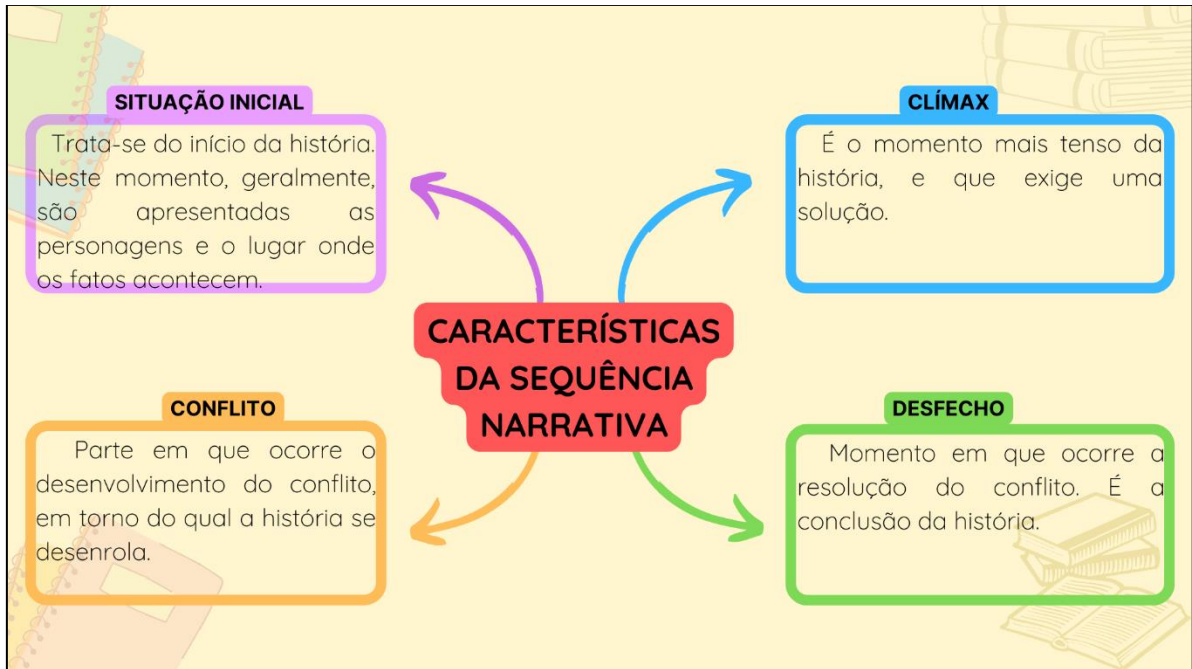 SITUAÇÃO INICIAL
Trata-se do início da história.
Neste momento, geralmente,
são apresentadas as
personagens e o lugar onde
os fatos acontecem.
CLÍMAX
É o momento mais tenso da
história, e que exige uma
solução.
CARACTERÍSTICAS
DA SEQUÊNCIA
NARRATIVA
CONFLITO
Parte em que ocorre o
desenvolvimento do conflito,
em torno do qual a história se
desenrola.
DESFECHO
Momento em que ocorre a
resolução do conflito. É a
conclusão da história.